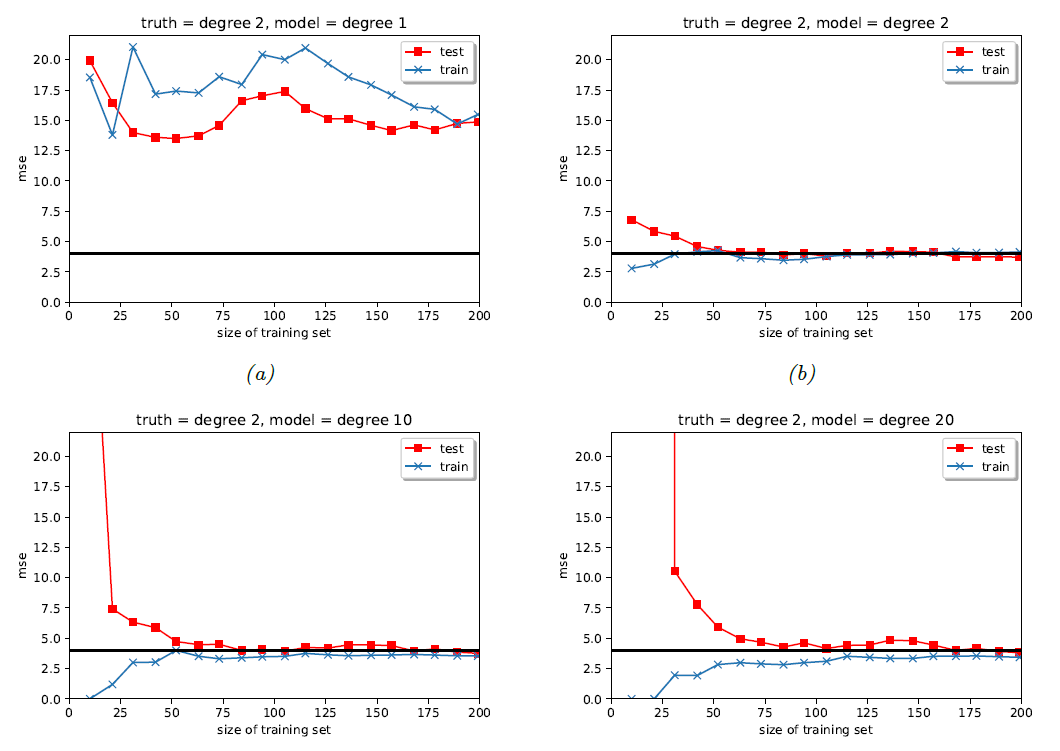 truth = degree 2, model = degree 1
20.0
17.5
15.0
12.5
10.0
7.5
5.0
2.5
0.0
mse
test
train
0 25 50 75 100 125 150 175 200
size of training set
(a)
truth = degree 2, model = degree 2
20.0
17.5
15.0
12.5
10.0
7.5
5.0
2.5
0.0
mse
test
train
0 25 50 75 100 125 150 175 200
size of training set
(b)
truth = degree 2, model = degree 10
20.0
17.5
15.0
12.5
10.0
7.5
5.0
2.5
0.0
mse
test
train
0 25 50 75 100 125 150 175 200
size of training set
truth = degree 2, model = degree 20
20.0
17.5
15.0
12.5
10.0
7.5
5.0
2.5
0.0
mse
test
train
0 25 50 75 100 125 150 175 200
size of training set